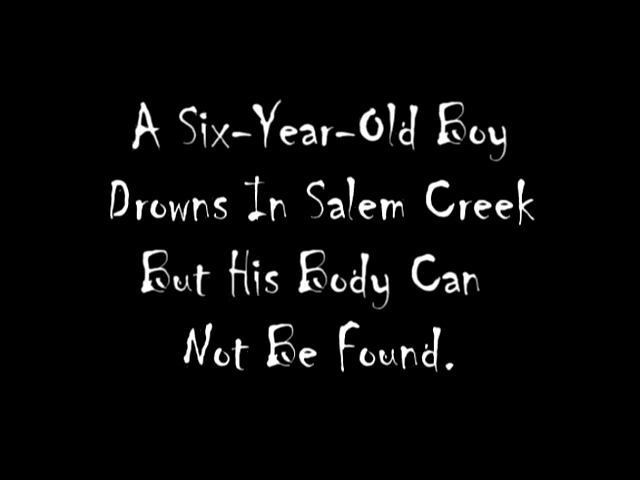 A Six-Year-Old Boy
Drowns In Salem Creek
But His Body Can
Not Be Found.